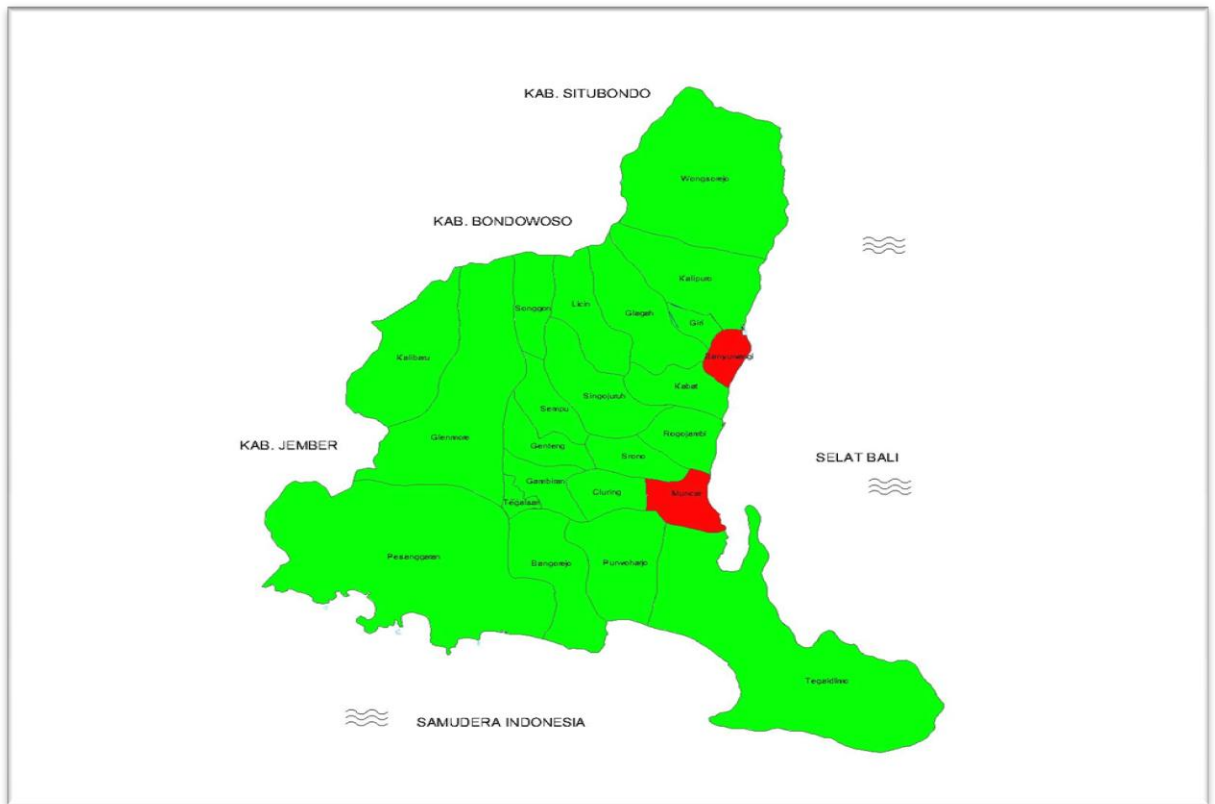 KAB. SITUBONDO
Wongsorejo
KAB. BONDOWOSO
Kalipuro
Songgon
Licin
Glagah
Giri
Banyuwangi
Kalibaru
Kabat
Singojuruh
Sempu
Rogojambi
Glenmore
KAB. JEMBER
Genteng
Srono
SELAT BALI
Gambiran
Cluring
Muncar
Tegalsari
Pesanggaran
Bangorejo
Purwoharjo
Tegaldlimo
SAMUDERA INDONESIA